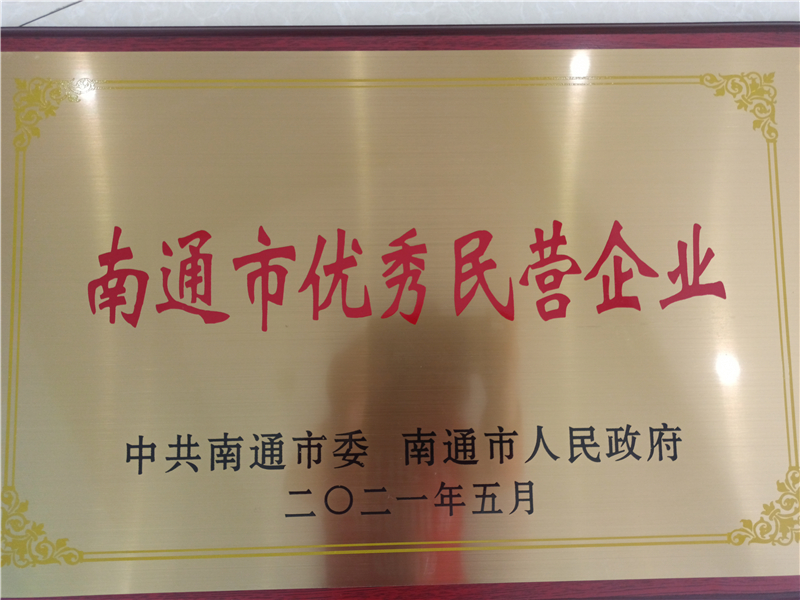 南通市优秀民营企业
中共南通市委 南通市人民政府
二〇二一年五月